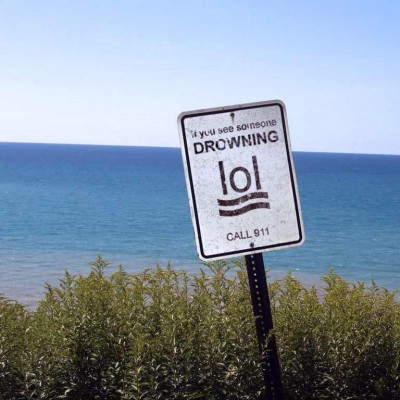 If you see someone
DROWNING
lol
CALL 911